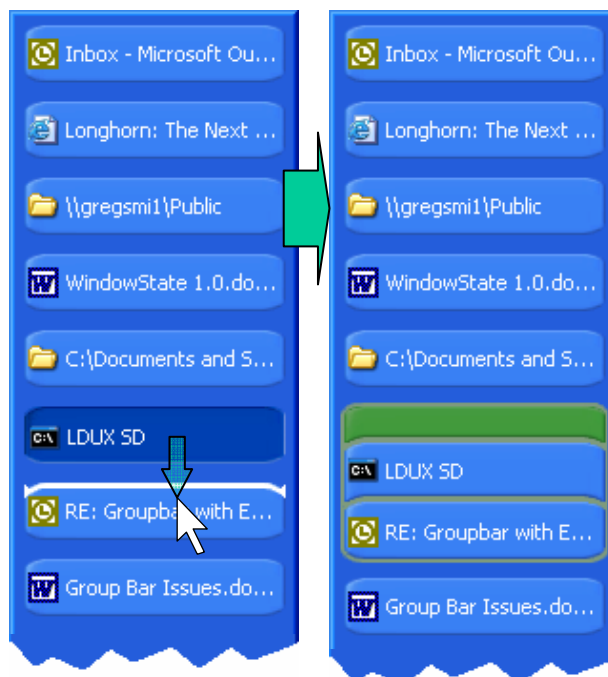 Inbox - Microsoft Ou...
Longhorn: The Next ...
\\gregsmi1\Public
WindowState 1.0.do...
C:\Documents and S...
C:\ LDUX SD
RE: Groupbar with E...
Group Bar Issues.do...
Inbox - Microsoft Ou...
Longhorn: The Next ...
\\gregsmi1\Public
WindowState 1.0.do...
C:\Documents and S...
C:\ LDUX SD
RE: Groupbar with E...
Group Bar Issues.do...